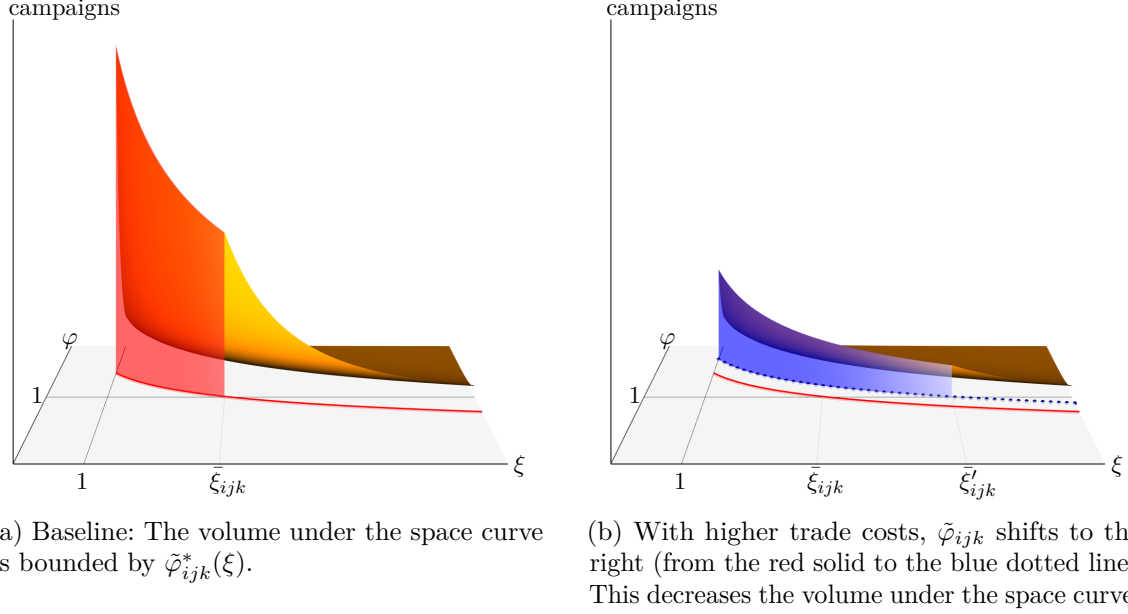 campaigns
φ
1
1
ξ̄ijk
ξ
a) Baseline: The volume under the space curve
s bounded by φ̃*ijk(ξ).
campaigns
φ
1
1
ξ̄ijk
ξ̄′ijk
ξ
(b) With higher trade costs, φ̃ijk shifts to th
right (from the red solid to the blue dotted line
This decreases the volume under the space curve